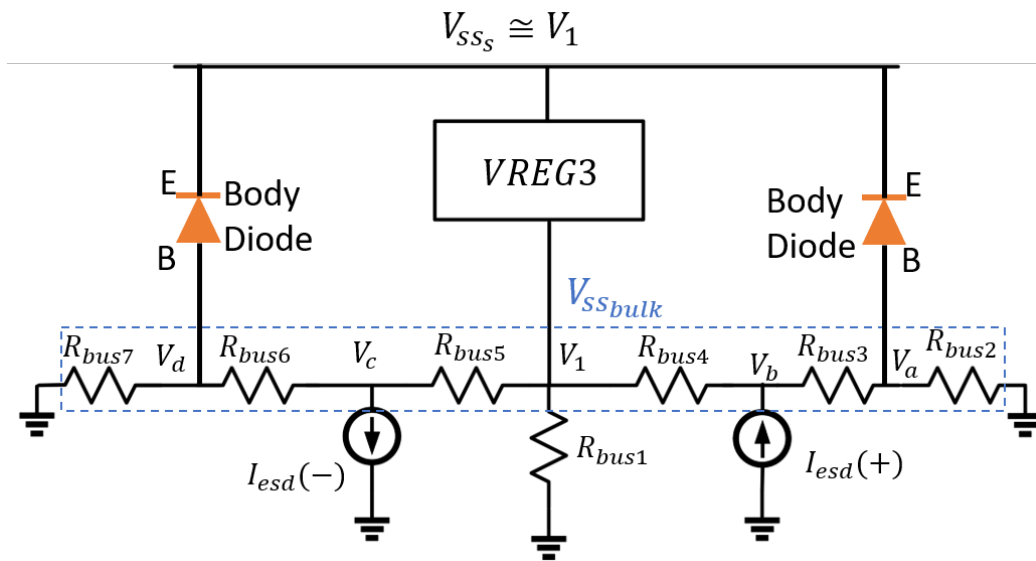 V_{ss_s} ≅ V_1
VREG3
E
Body
Diode
B
E
Body
Diode
B
V_{ss_{bulk}}
R_{bus7}
V_d
R_{bus6}
V_c
R_{bus5}
V_1
R_{bus4}
V_b
R_{bus3}
V_a
R_{bus2}
I_{esd}(−)
R_{bus1}
I_{esd}(+)